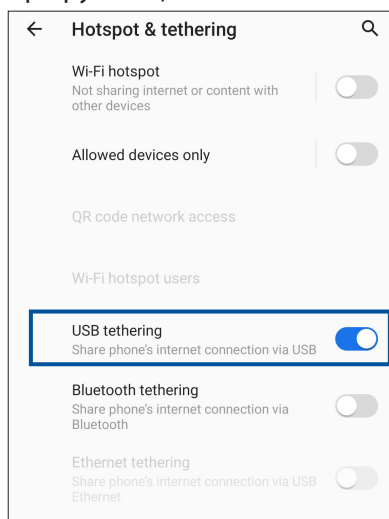 Hotspot & tethering
Wi-Fi hotspot
Not sharing internet or content with
other devices
Allowed devices only
QR code network access
Wi-Fi hotspot users
USB tethering
Share phone's internet connection via USB
Bluetooth tethering
Share phone's internet connection via
Bluetooth
Ethernet tethering
Share phone's internet connection via USB
Ethernet